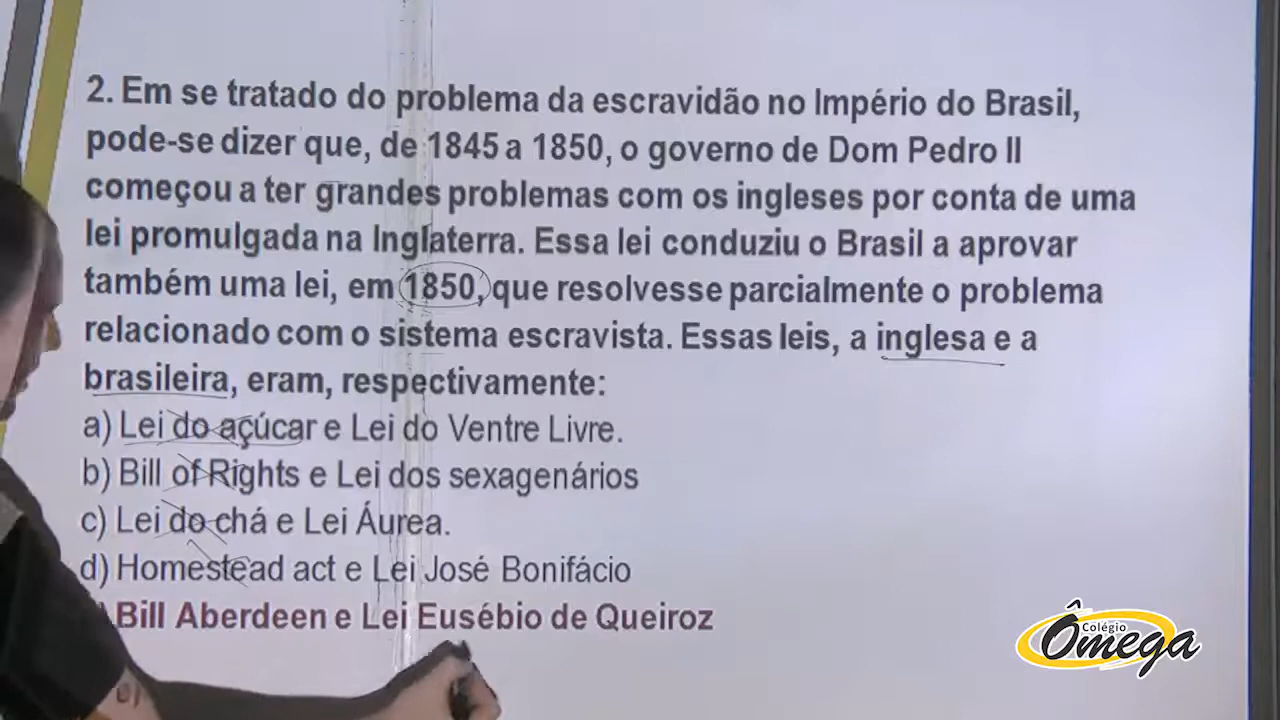 2. Em se tratado do problema da escravidão no Império do Brasil,
pode-se dizer que, de 1845 a 1850, o governo de Dom Pedro II
começou a ter grandes problemas com os ingleses por conta de uma
lei promulgada na Inglaterra. Essa lei conduziu o Brasil a aprovar
também uma lei, em 1850, que resolvesse parcialmente o problema
relacionado com o sistema escravista. Essas leis, a inglesa e a
brasileira, eram, respectivamente:
a) Lei do açúcar e Lei do Ventre Livre.
b) Bill of Rights e Lei dos sexagenários
c) Lei do chá e Lei Áurea.
d) Homestead act e Lei José Bonifácio
Bill Aberdeen e Lei Eusébio de Queiroz
Colégio
Ômega